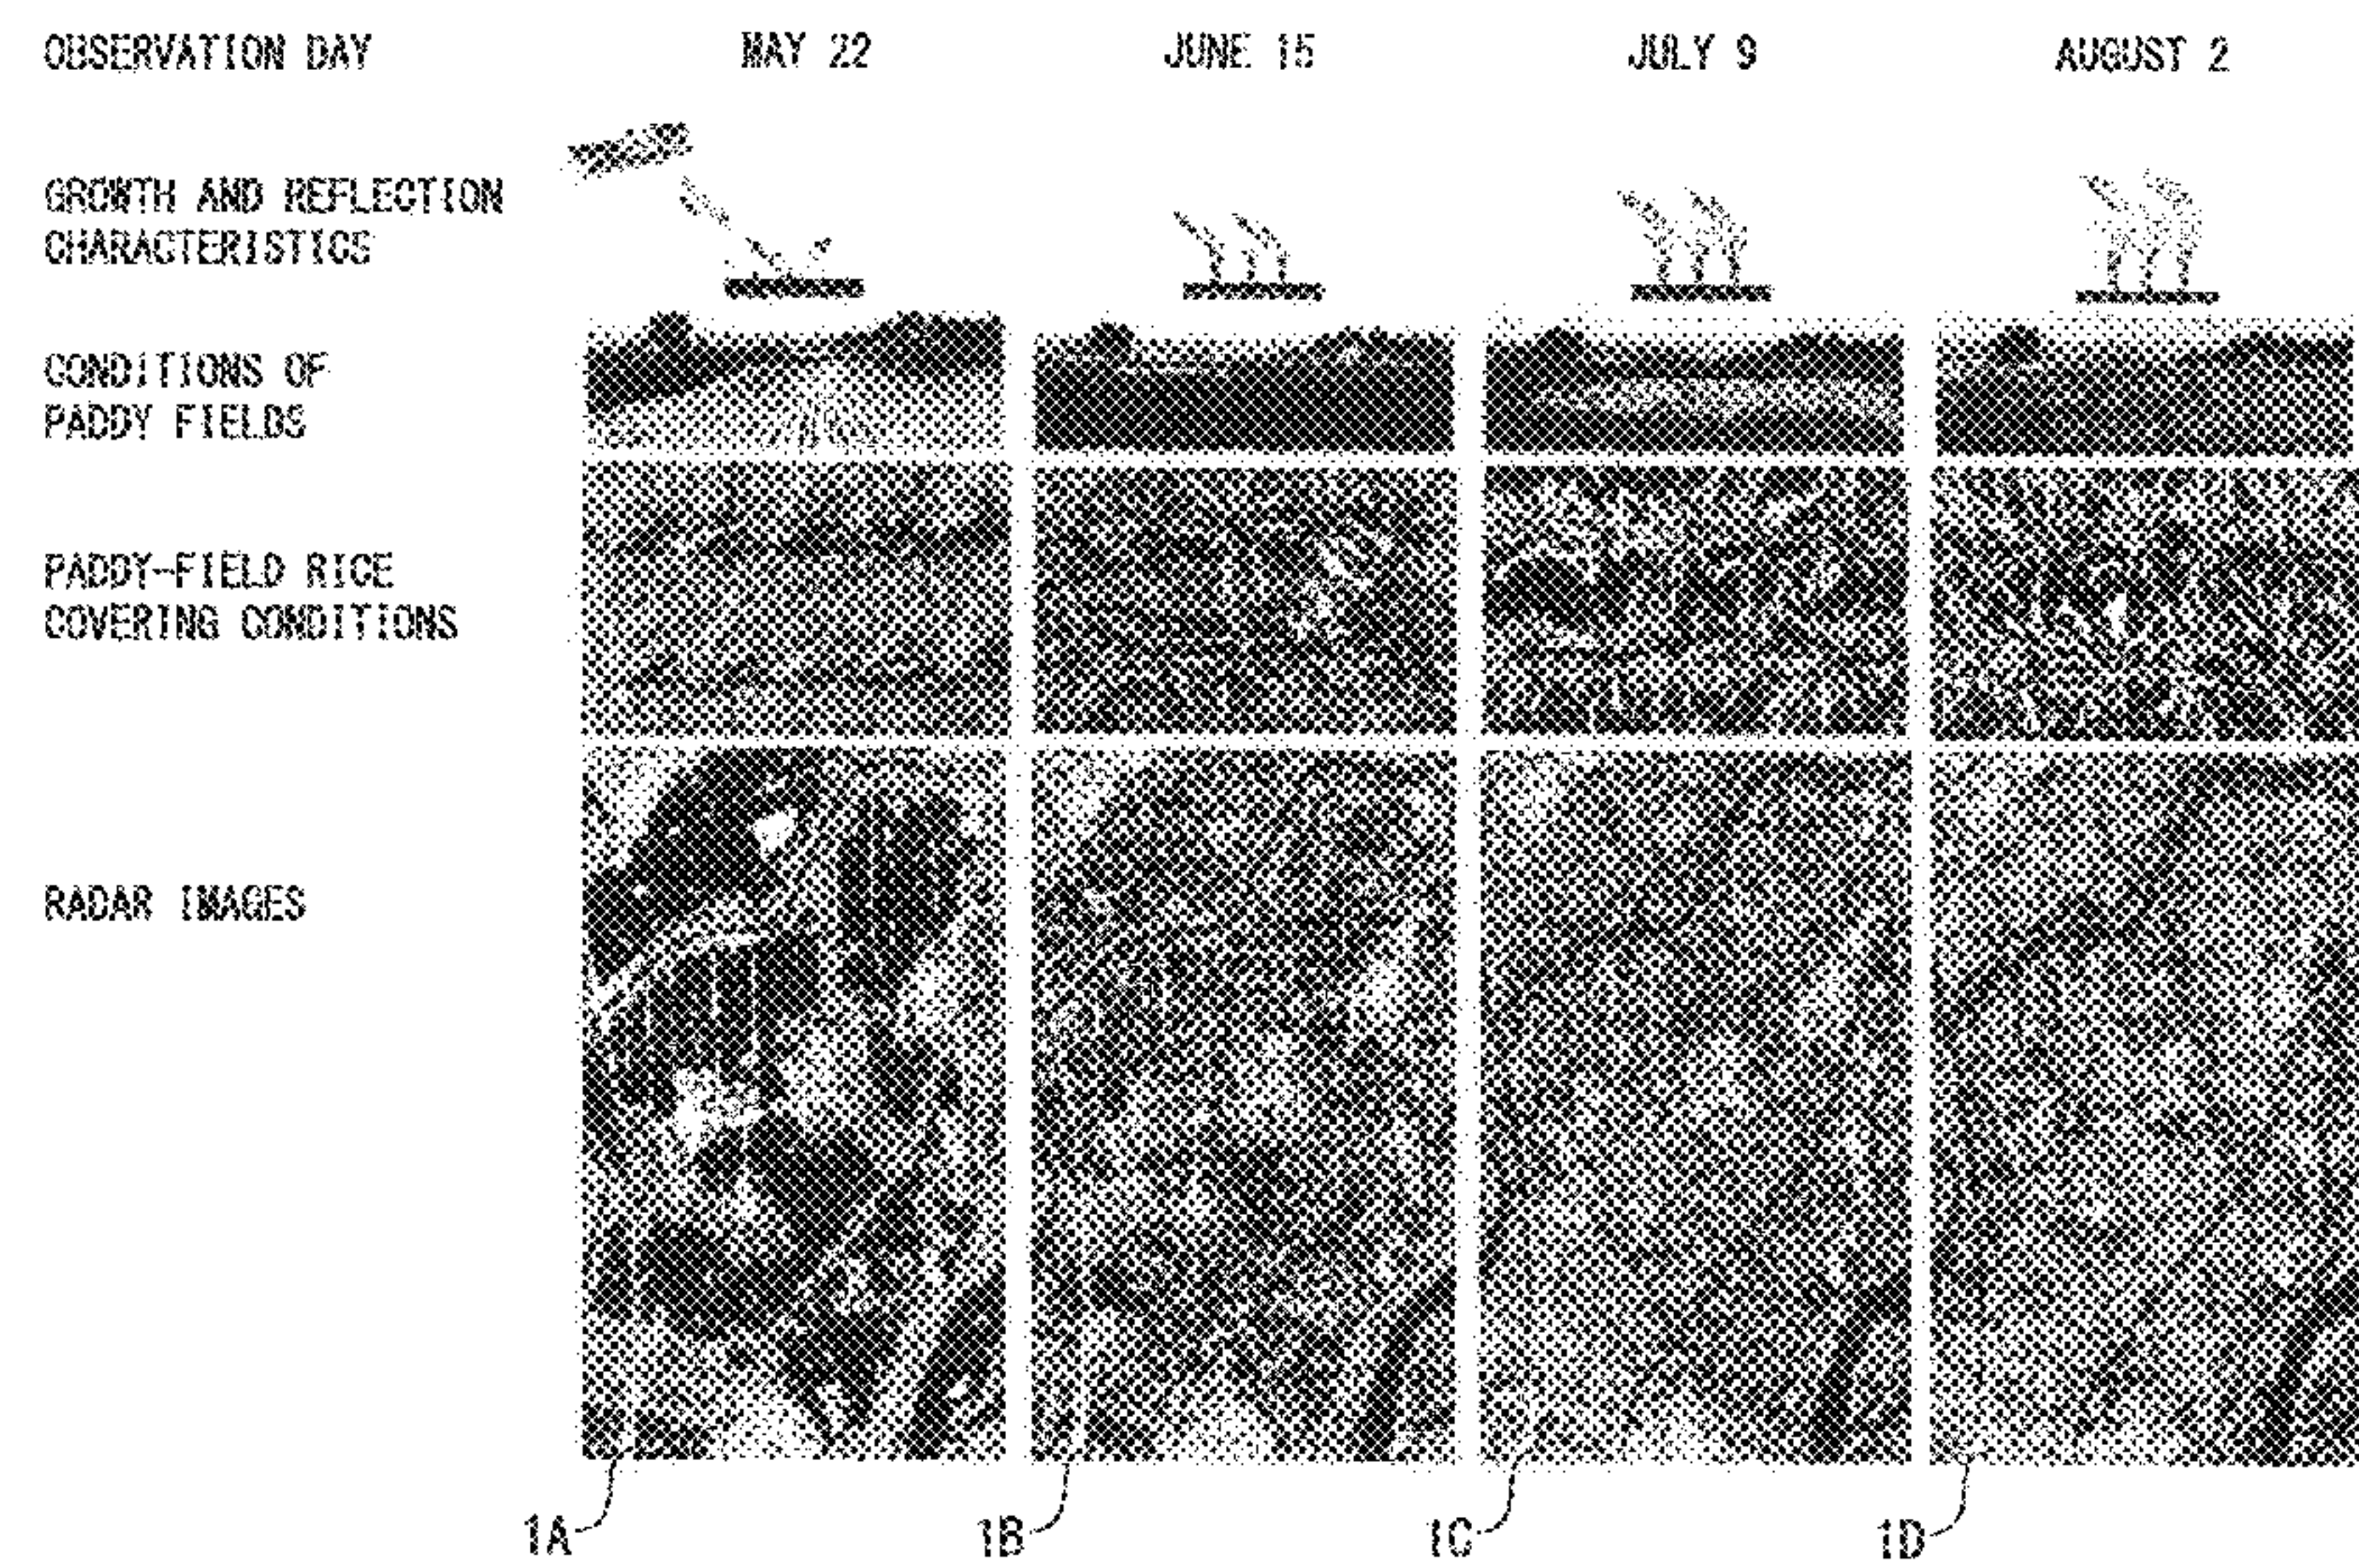 OBSERVATION DAY MAY 22 JUNE 15 JULY 9 AUGUST 2
GROWTH AND REFLECTION
CHARACTERISTICS
CONDITIONS OF
PADDY FIELDS
PADDY-FIELD RICE
COVERING CONDITIONS
RADAR IMAGES
1A 1B 1C 1D